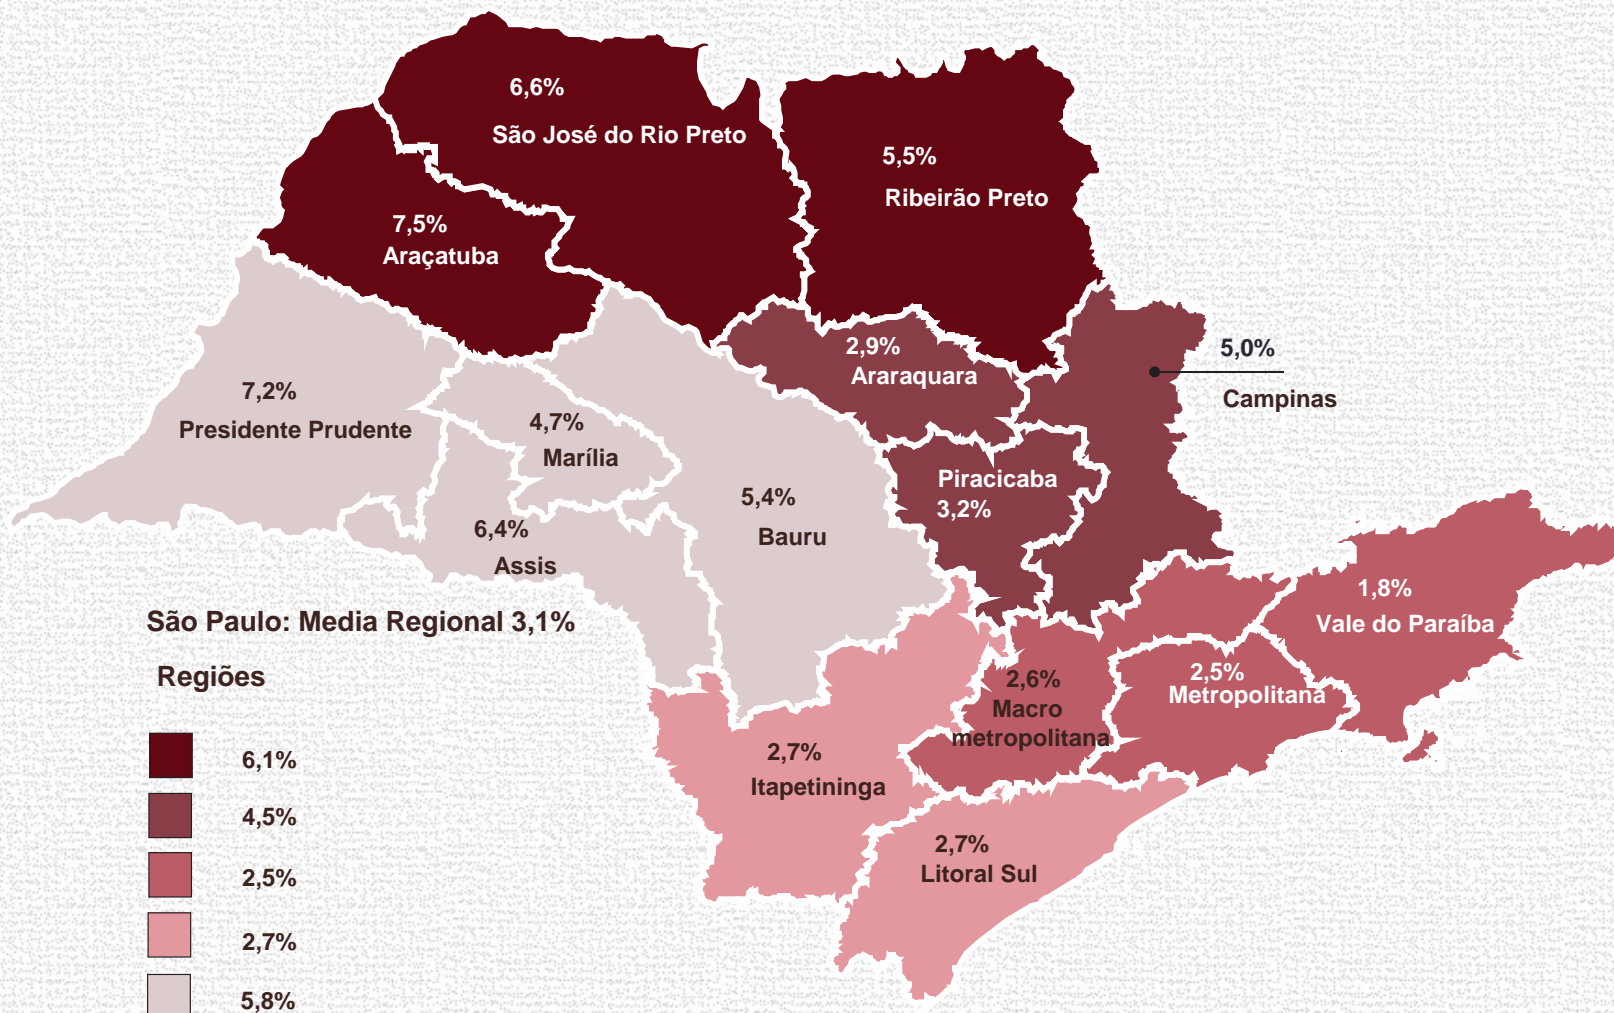 6,6%
São José do Rio Preto
5,5%
Ribeirão Preto
7,5%
Araçatuba
2,9%
Araraquara
5,0%
Campinas
7,2%
Presidente Prudente
4,7%
Marília
Piracicaba
3,2%
5,4%
Bauru
6,4%
Assis
1,8%
Vale do Paraíba
São Paulo: Media Regional 3,1%
Regiões
2,5%
Metropolitana
2,6%
Macro
metropolitana
2,7%
Itapetininga
2,7%
Litoral Sul
6,1%
4,5%
2,5%
2,7%
5,8%